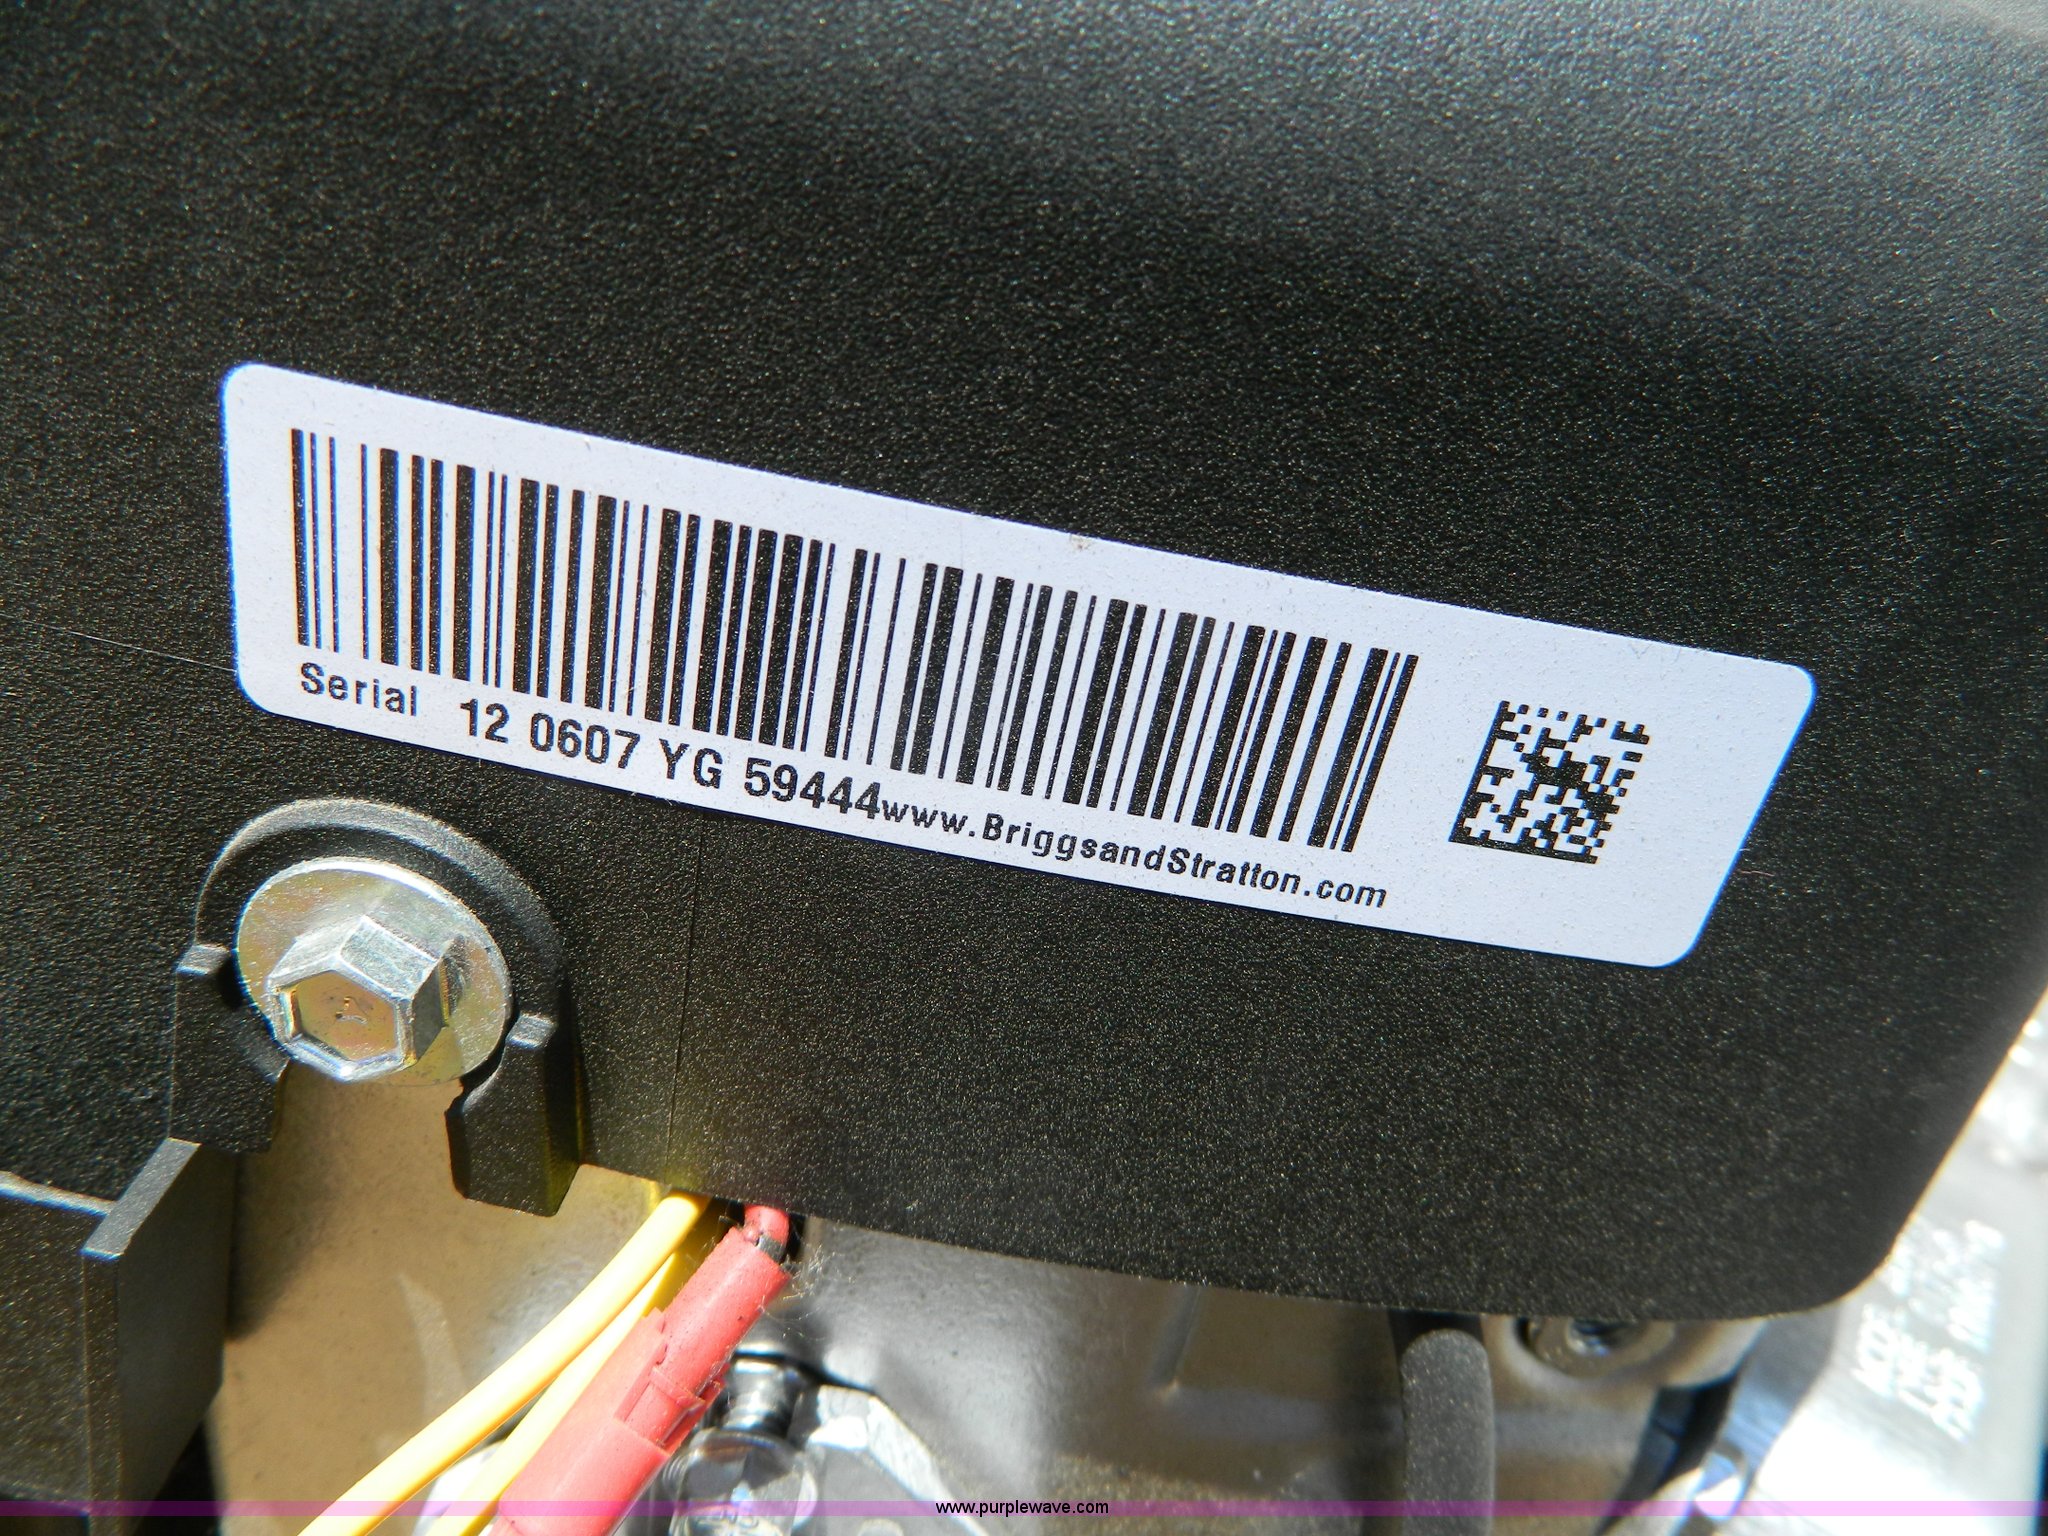 Serial 12 0607 YG 59444www.BriggsandStratton.com
www.purplewave.com